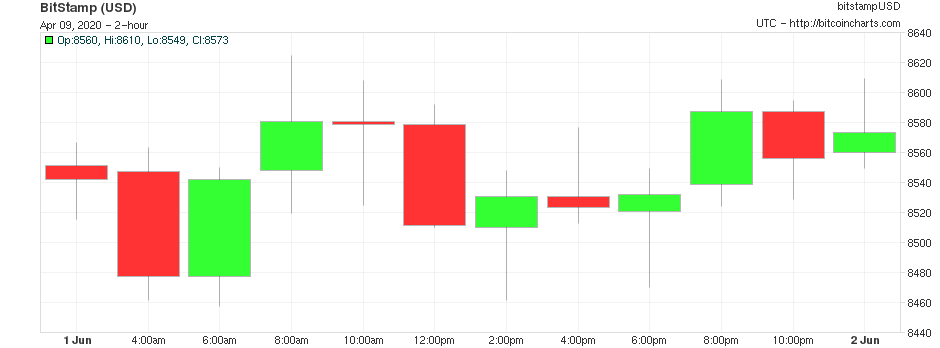 BitStamp (USD)
bitstampUSD
Apr 09, 2020 - 2-hour
UTC - http://bitcoincharts.com
Op:8560, Hi:8610, Lo:8549, Cl:8573
8640
8620
8600
8580
8560
8540
8520
8500
8480
8460
8440
1 Jun 4:00am 6:00am 8:00am 10:00am 12:00pm 2:00pm 4:00pm 6:00pm 8:00pm 10:00pm 2 Jun